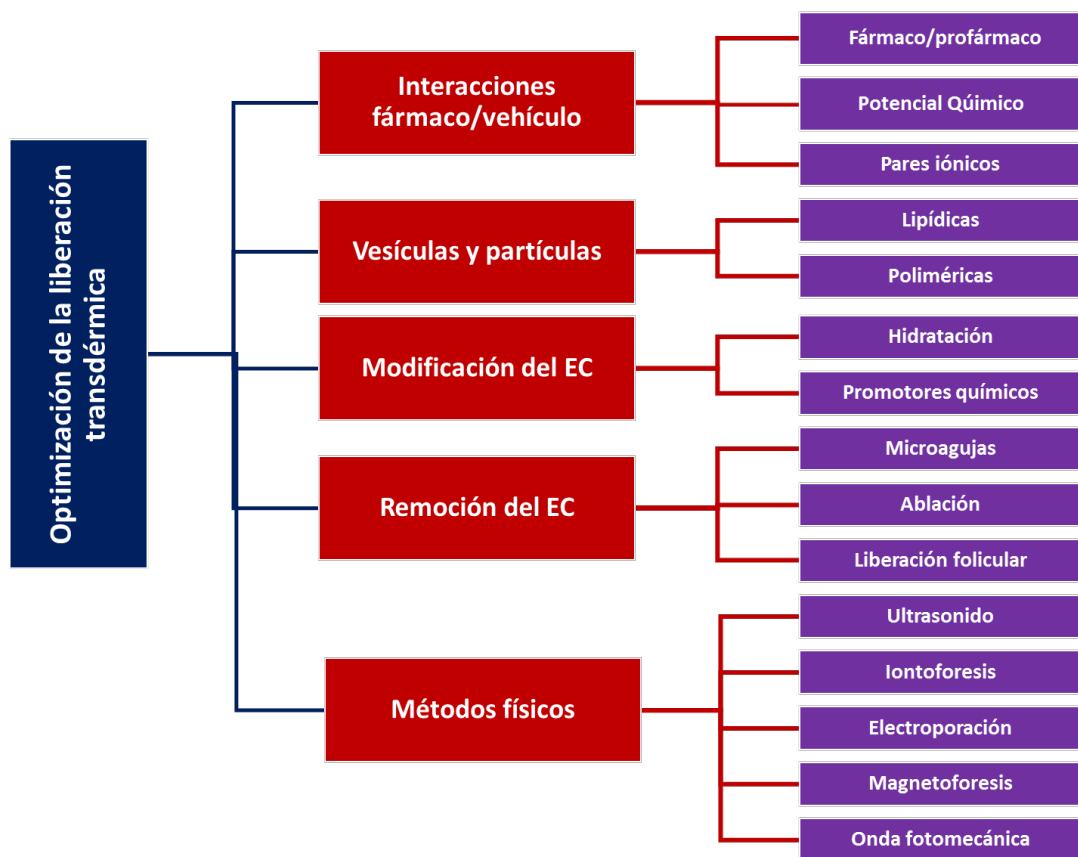 Optimización de la liberación
transdérmica
Interacciones
fármaco/vehículo
Fármaco/profármaco
Potencial Qúimico
Pares iónicos
Vesículas y partículas
Lipídicas
Poliméricas
Modificación del EC
Hidratación
Promotores químicos
Remoción del EC
Microagujas
Ablación
Liberación folicular
Métodos físicos
Ultrasonido
Iontoforesis
Electroporación
Magnetoforesis
Onda fotomecánica